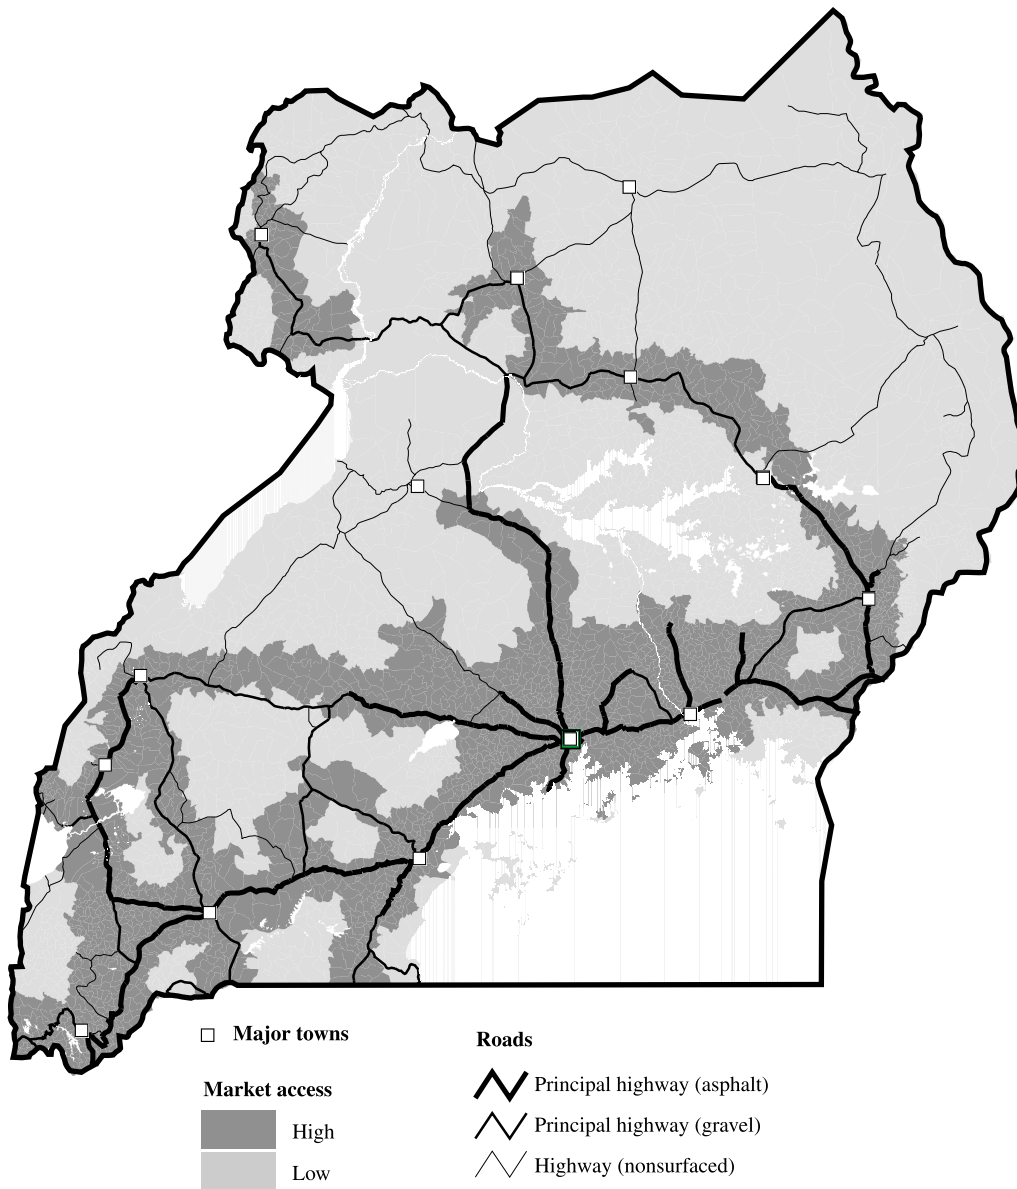 Major towns
Market access
High
Low
Roads
Principal highway (asphalt)
Principal highway (gravel)
Highway (nonsurfaced)